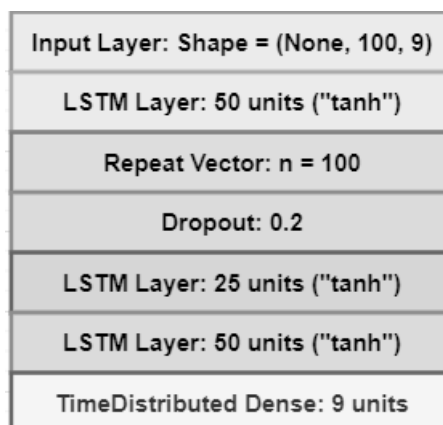 Input Layer: Shape = (None, 100, 9)
LSTM Layer: 50 units ("tanh")
Repeat Vector: n = 100
Dropout: 0.2
LSTM Layer: 25 units ("tanh")
LSTM Layer: 50 units ("tanh")
TimeDistributed Dense: 9 units